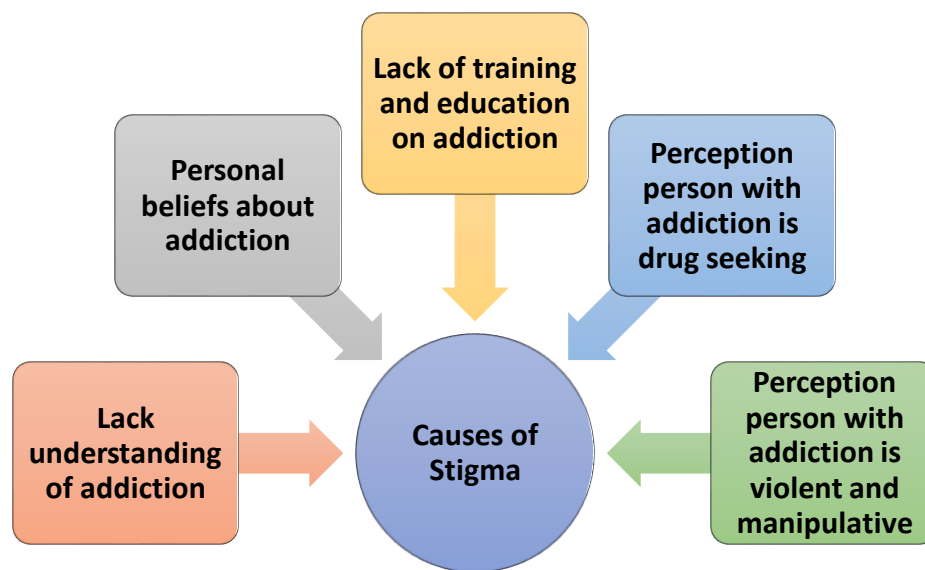 Lack of training
and education
on addiction
Personal
beliefs about
addiction
Perception
person with
addiction is
drug seeking
Lack
understanding
of addiction
Causes of
Stigma
Perception
person with
addiction is
violent and
manipulative